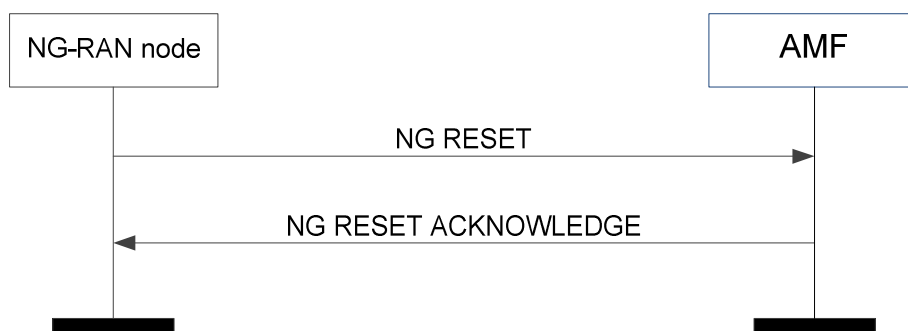 NG-RAN node
AMF
NG RESET
NG RESET ACKNOWLEDGE